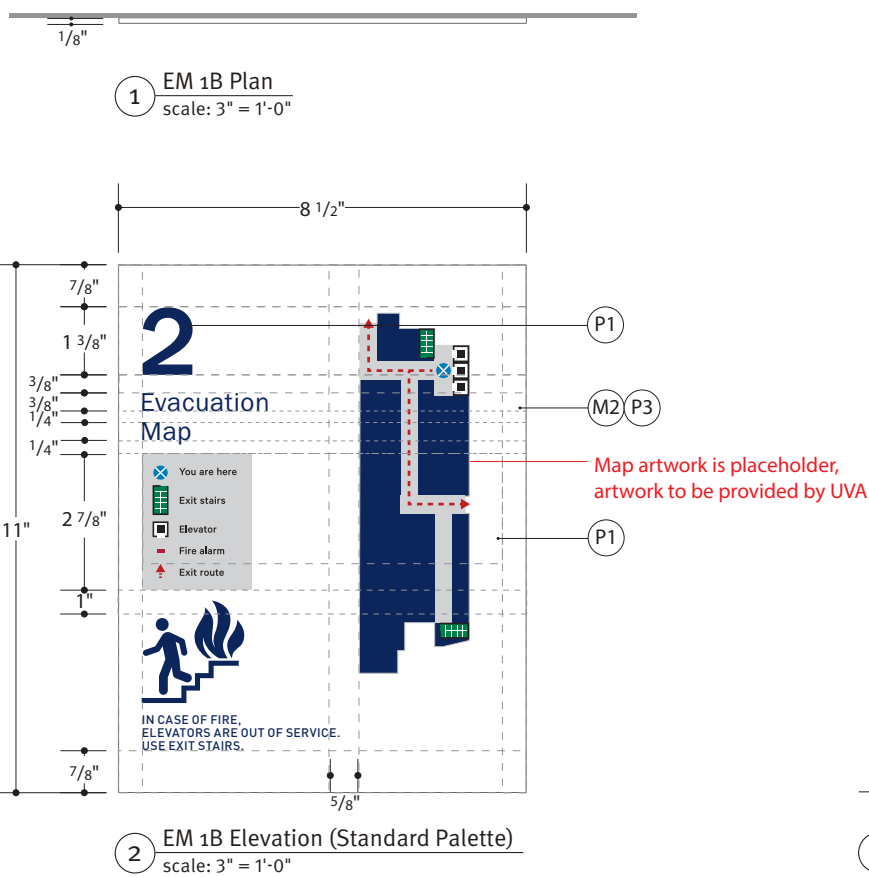 1/8"
1
EM 1B Plan
scale: 3" = 1'-0"
8 1/2"
7/8"
1 3/8"
3/8"
3/8"
1/4"
1/4"
2 7/8"
11"
1"
7/8"
5/8"
2
Evacuation
Map
You are here
Exit stairs
Elevator
Fire alarm
Exit route
IN CASE OF FIRE,
ELEVATORS ARE OUT OF SERVICE.
USE EXIT STAIRS.
P1
M2 P3
Map artwork is placeholder,
artwork to be provided by UVA
P1
2
EM 1B Elevation (Standard Palette)
scale: 3" = 1'-0"